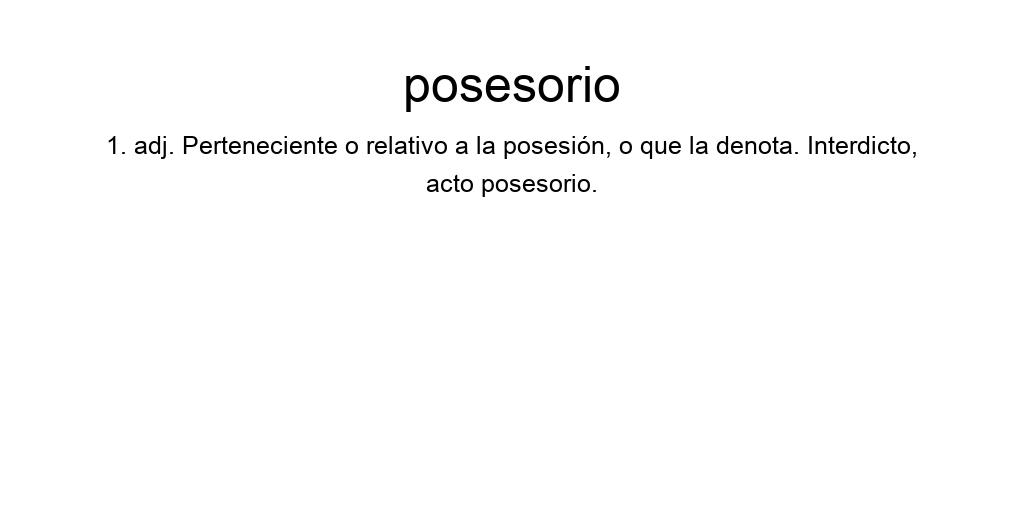 posesorio
1. adj. Perteneciente o relativo a la posesión, o que la denota. Interdicto,
acto posesorio.